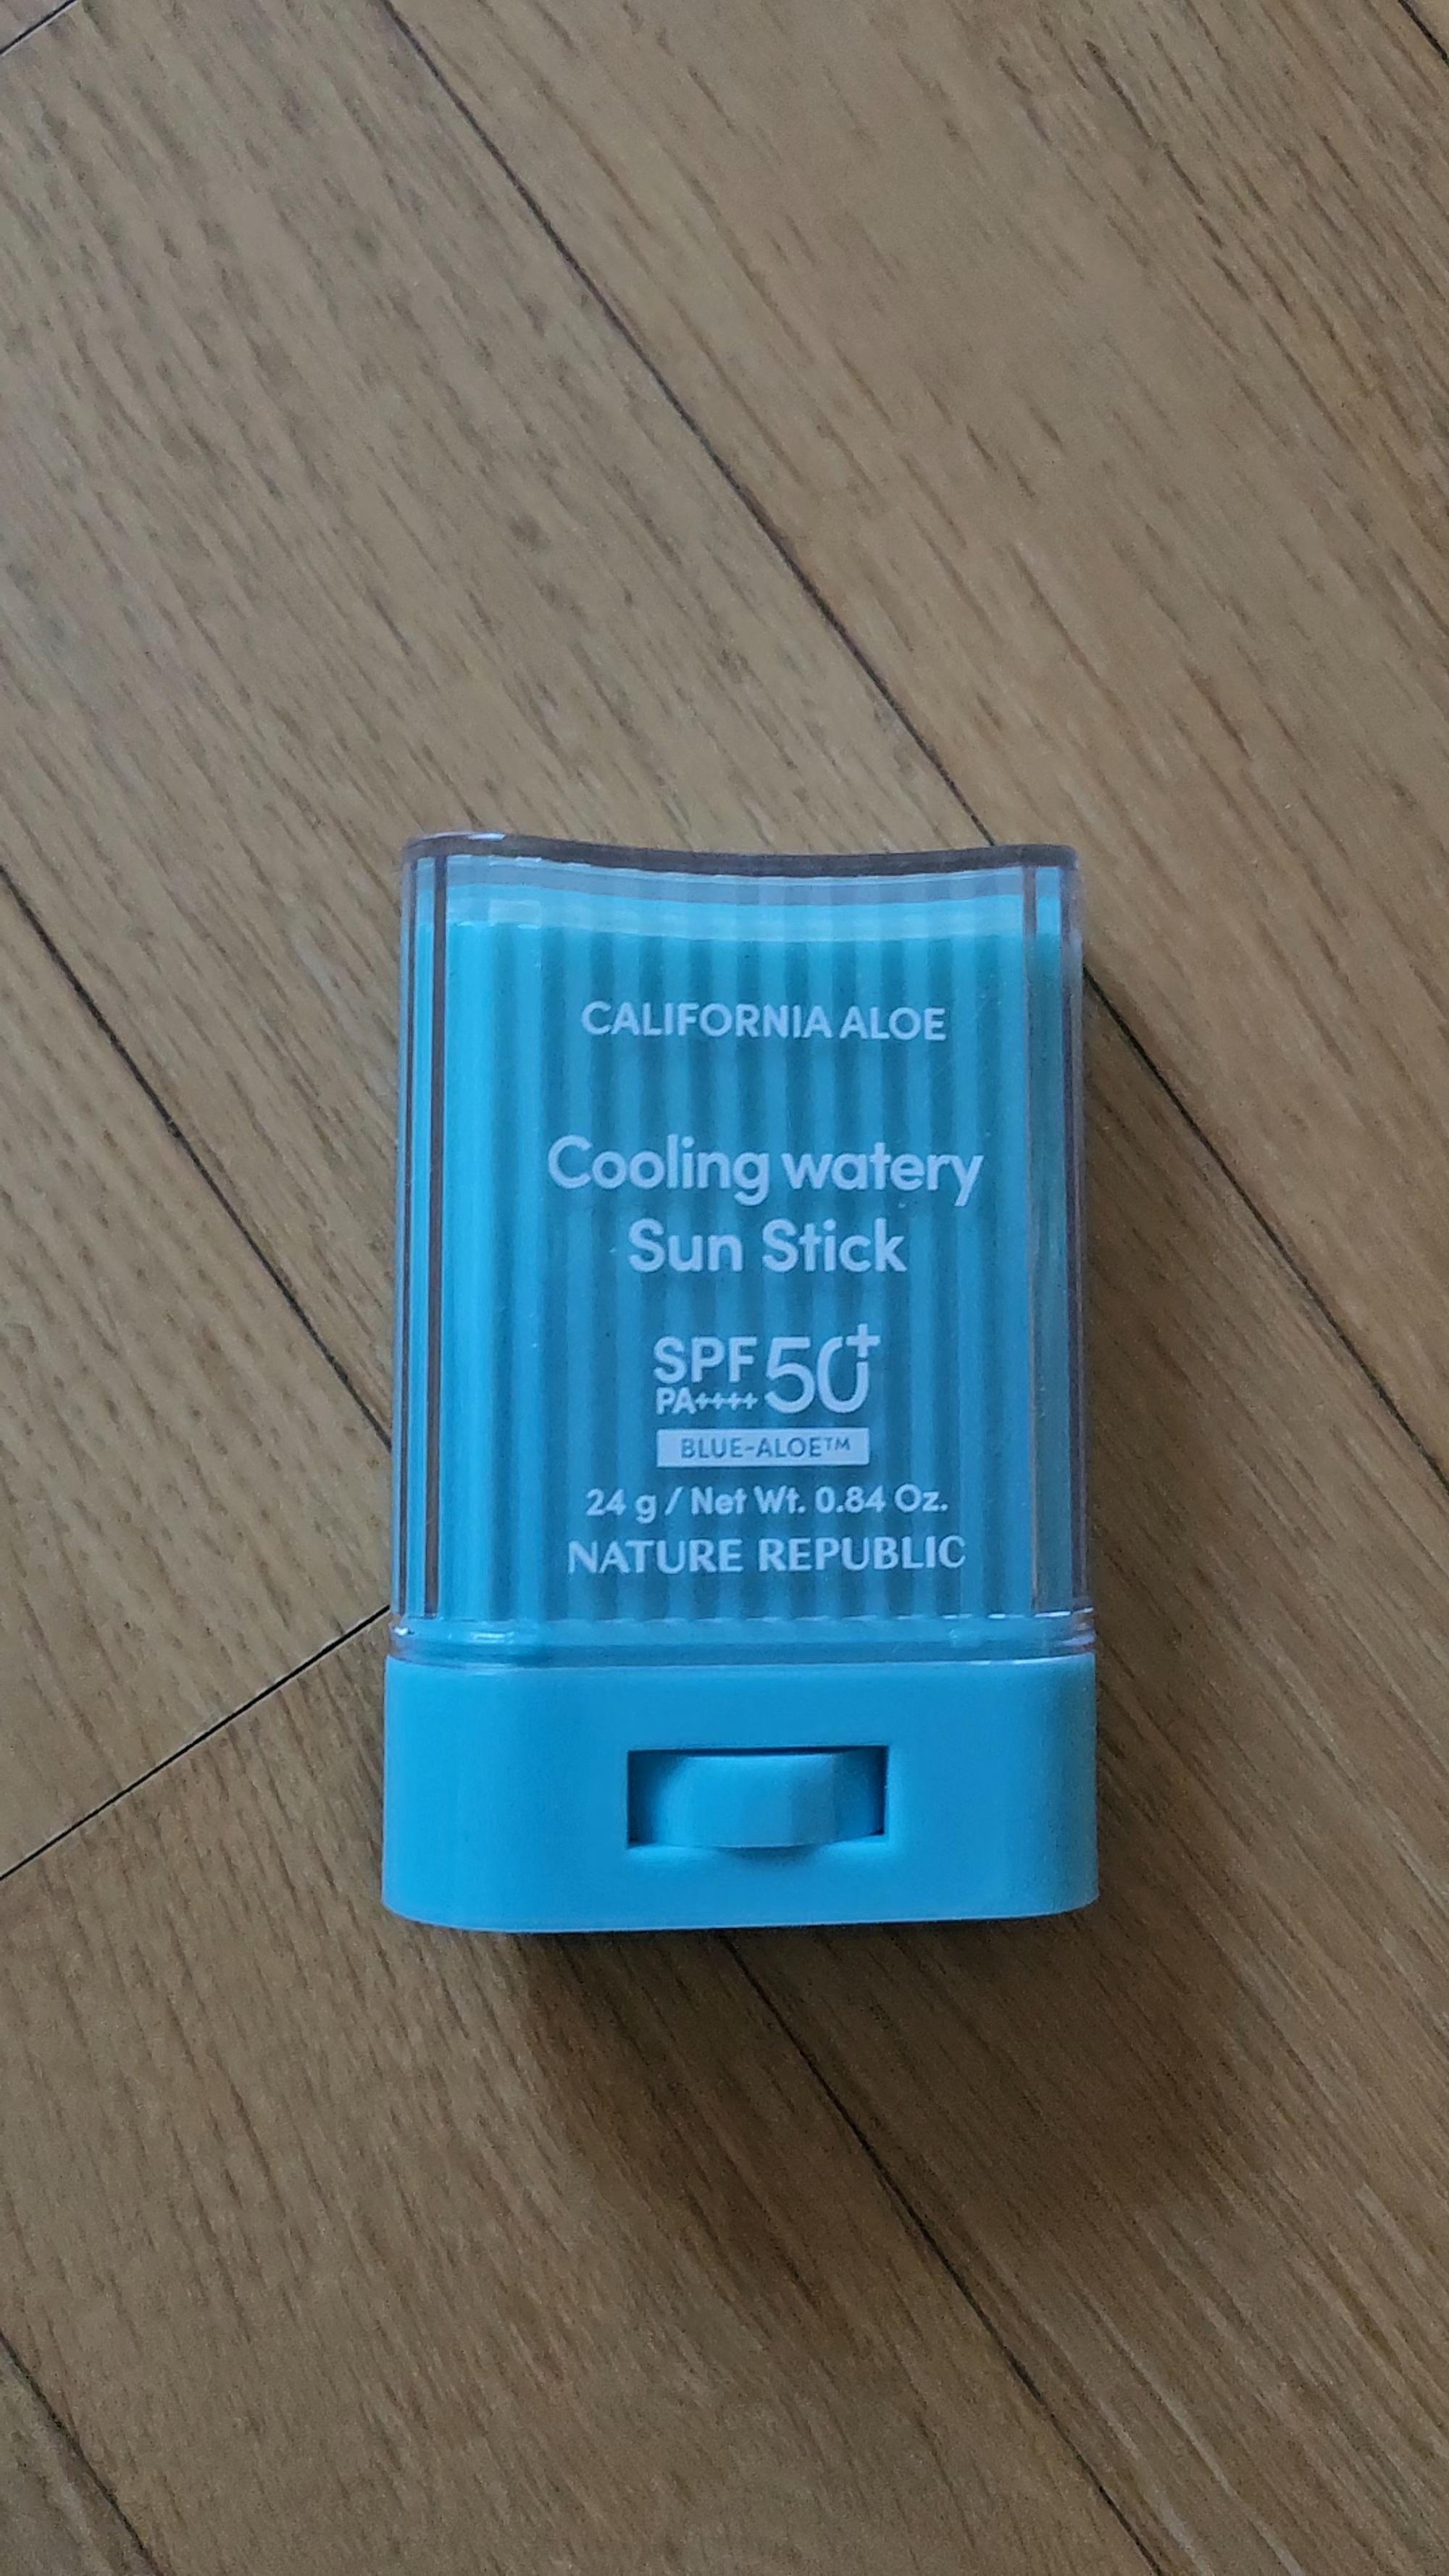 CALIFORNIA ALOE
Cooling watery
Sun Stick
SPF 50+
PA++++
BLUE-ALOE™
24 g / Net Wt. 0.84 Oz.
NATURE REPUBLIC